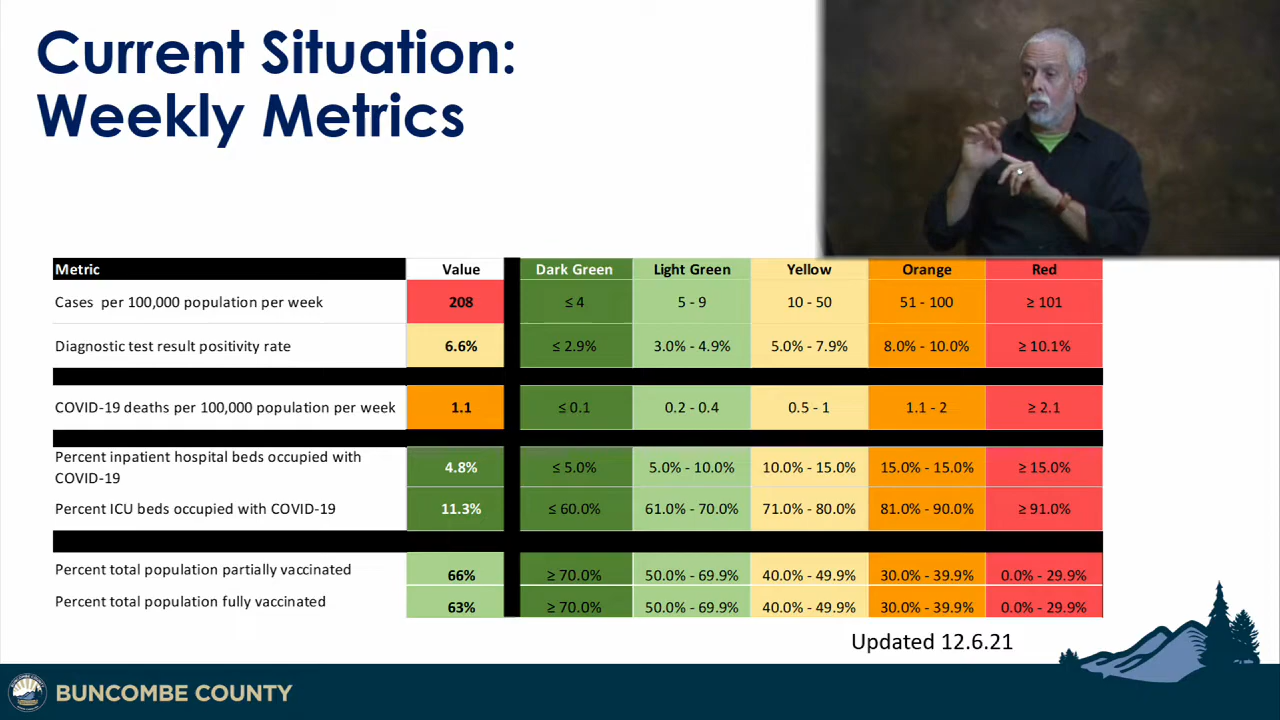 Current Situation:
Weekly Metrics
Metric Value Dark Green Light Green Yellow Orange Red
Cases per 100,000 population per week 208 ≤ 4 5 - 9 10 - 50 51 - 100 ≥ 101
Diagnostic test result positivity rate 6.6% ≤ 2.9% 3.0% - 4.9% 5.0% - 7.9% 8.0% - 10.0% ≥ 10.1%
COVID-19 deaths per 100,000 population per week 1.1 ≤ 0.1 0.2 - 0.4 0.5 - 1 1.1 - 2 ≥ 2.1
Percent inpatient hospital beds occupied with
COVID-19 4.8% ≤ 5.0% 5.0% - 10.0% 10.0% - 15.0% 15.0% - 15.0% ≥ 15.0%
Percent ICU beds occupied with COVID-19 11.3% ≤ 60.0% 61.0% - 70.0% 71.0% - 80.0% 81.0% - 90.0% ≥ 91.0%
Percent total population partially vaccinated 66% ≥ 70.0% 50.0% - 69.9% 40.0% - 49.9% 30.0% - 39.9% 0.0% - 29.9%
Percent total population fully vaccinated 63% ≥ 70.0% 50.0% - 69.9% 40.0% - 49.9% 30.0% - 39.9% 0.0% - 29.9%
Updated 12.6.21
BUNCOMBE COUNTY